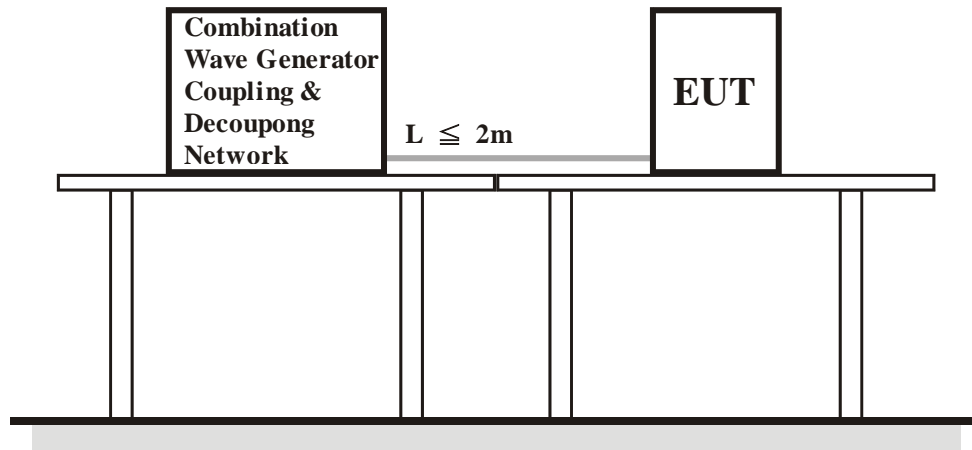 Combination
Wave Generator
Coupling &
Decoupong
Network
L ≦ 2m
EUT